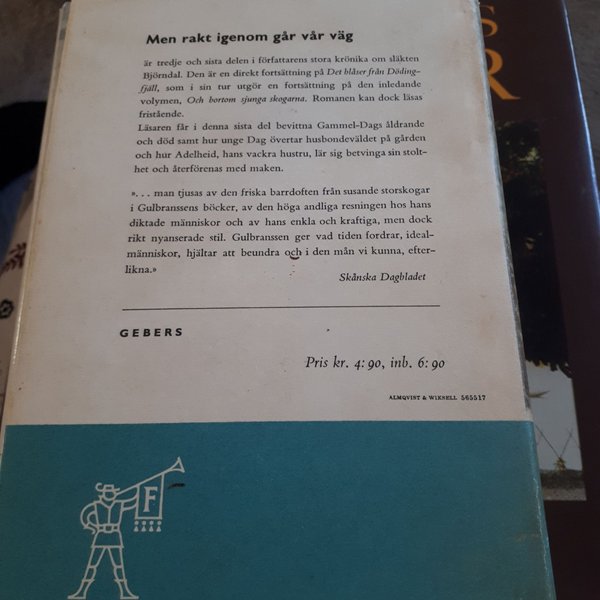 Men rakt igenom går vår väg
är tredje och sista delen i författarens stora krönika om släkten
Björndal. Den är en direkt fortsättning på Det blåser från Döding-
fjäll, som i sin tur utgör en fortsättning på den inledande
volymen, Och bortom sjunga skogarna. Romanen kan dock läsas
fristående.
Läsaren får i denna sista del bevittna Gammel-Dags åldrande
och död samt hur unge Dag övertar husbondeväldet på gården
och hur Adelheid, hans vackra hustru, lär sig betvinga sin stolt-
het och återförenas med maken.
». . . man tjusas av den friska barrdoften från susande storskogar
i Gulbranssens böcker, av den höga andliga resningen hos hans
diktade människor och av hans enkla och kraftiga, men dock
rikt nyanserade stil. Gulbranssen ger vad tiden fordrar, ideal-
människor, hjältar att beundra och i den mån vi kunna, efter-
likna.»
Skånska Dagbladet
GEBERS
Pris kr. 4: 90, inb. 6: 90
ALMQVIST & WIKSELL 565517
F
S
R